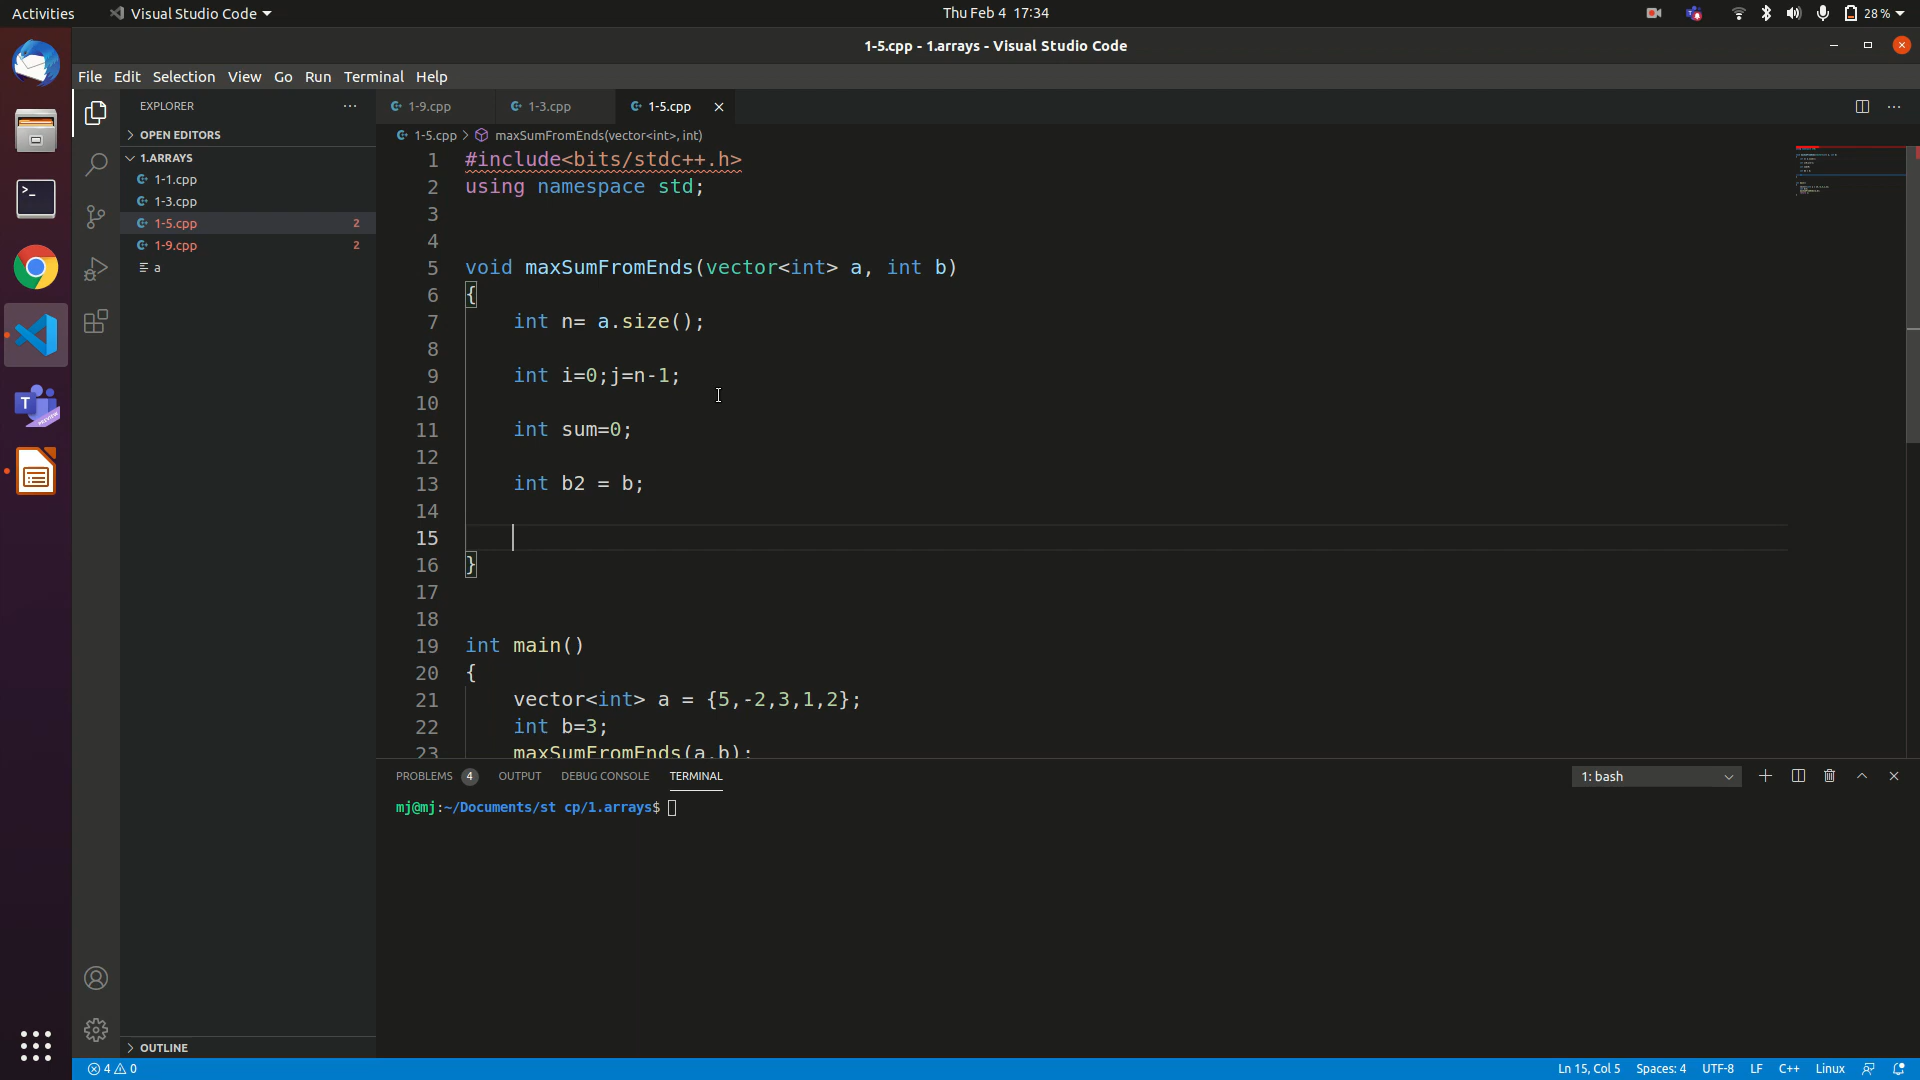 Activities
Visual Studio Code
Thu Feb 4 17:34
28%
1-5.cpp - 1.arrays - Visual Studio Code
File Edit Selection View Go Run Terminal Help
EXPLORER
OPEN EDITORS
1.ARRAYS
1-1.cpp
1-3.cpp
1-5.cpp 2
1-9.cpp 2
a
OUTLINE
1-9.cpp
1-3.cpp
1-5.cpp
1-5.cpp > maxSumFromEnds(vector<int>, int)
1 #include<bits/stdc++.h>
2 using namespace std;
3
4
5 void maxSumFromEnds(vector<int> a, int b)
6 {
7 int n= a.size();
8
9 int i=0;j=n-1;
10
11 int sum=0;
12
13 int b2 = b;
14
15
16 }
17
18
19 int main()
20 {
21 vector<int> a = {5,-2,3,1,2};
22 int b=3;
23 maxSumFromEnds(a,b);
PROBLEMS 4 OUTPUT DEBUG CONSOLE TERMINAL
1: bash
mj@mj:~/Documents/st cp/1.arrays$
4 0
Ln 15, Col 5 Spaces: 4 UTF-8 LF C++ Linux